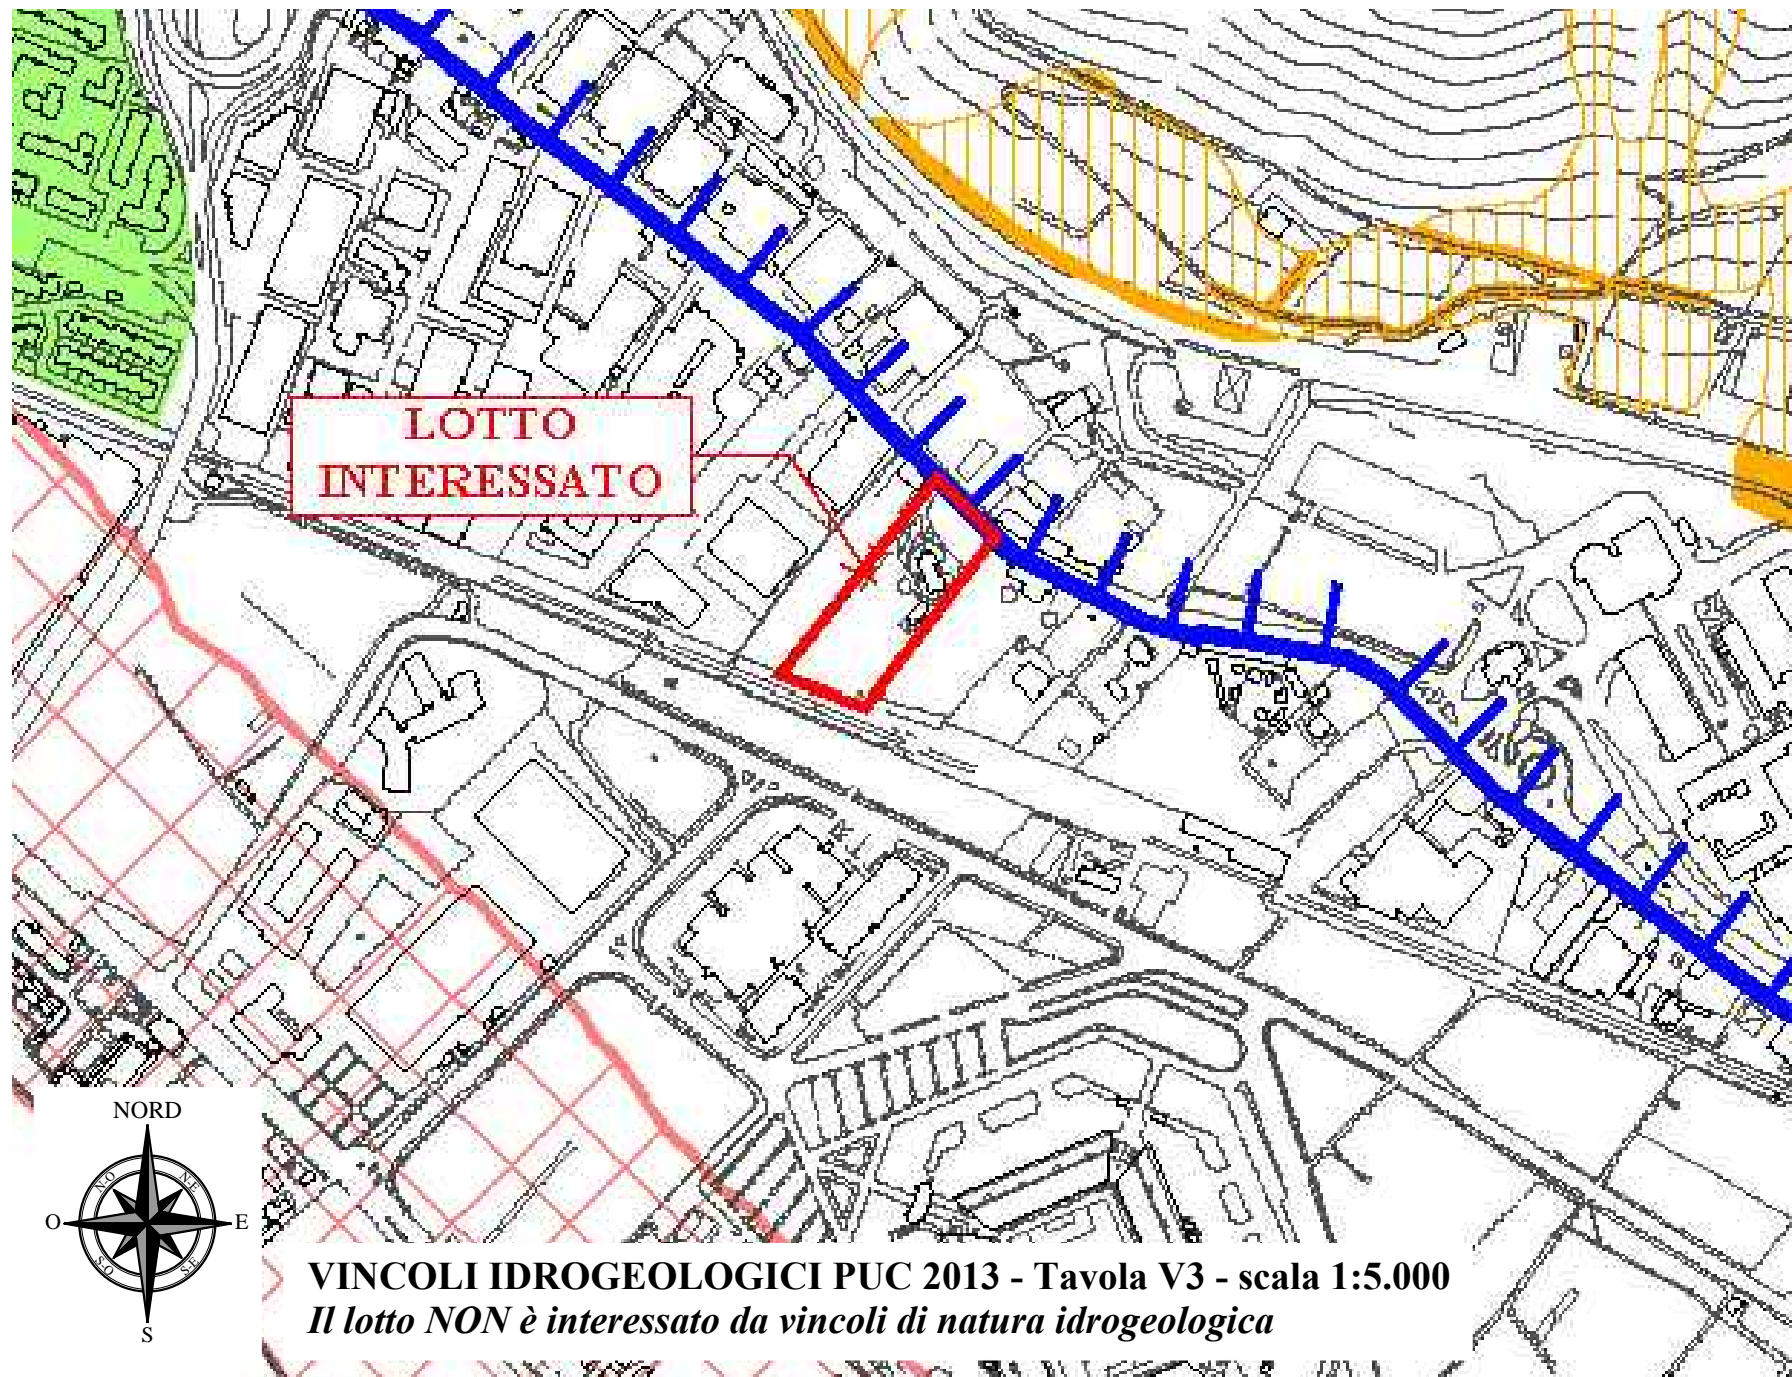 LOTTO
INTERESSATO
NORD
N-O
N-E
O
E
S-O
S-E
S
VINCOLI IDROGEOLOGICI PUC 2013 - Tavola V3 - scala 1:5.000
Il lotto NON è interessato da vincoli di natura idrogeologica